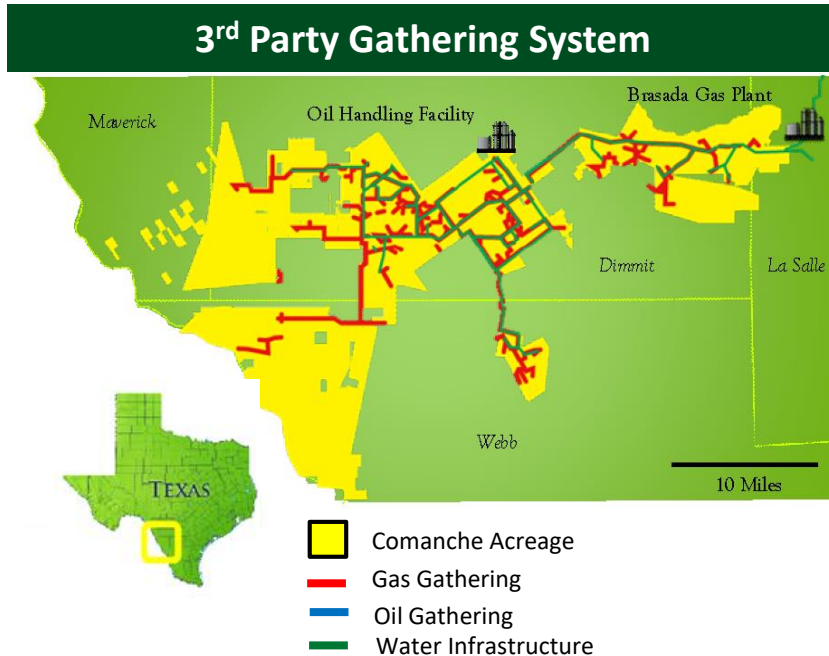 3rd Party Gathering System
Brasada Gas Plant
Maverick
Oil Handling Facility
Dimmit
La Salle
Webb
10 Miles
TEXAS
Comanche Acreage
Gas Gathering
Oil Gathering
Water Infrastructure